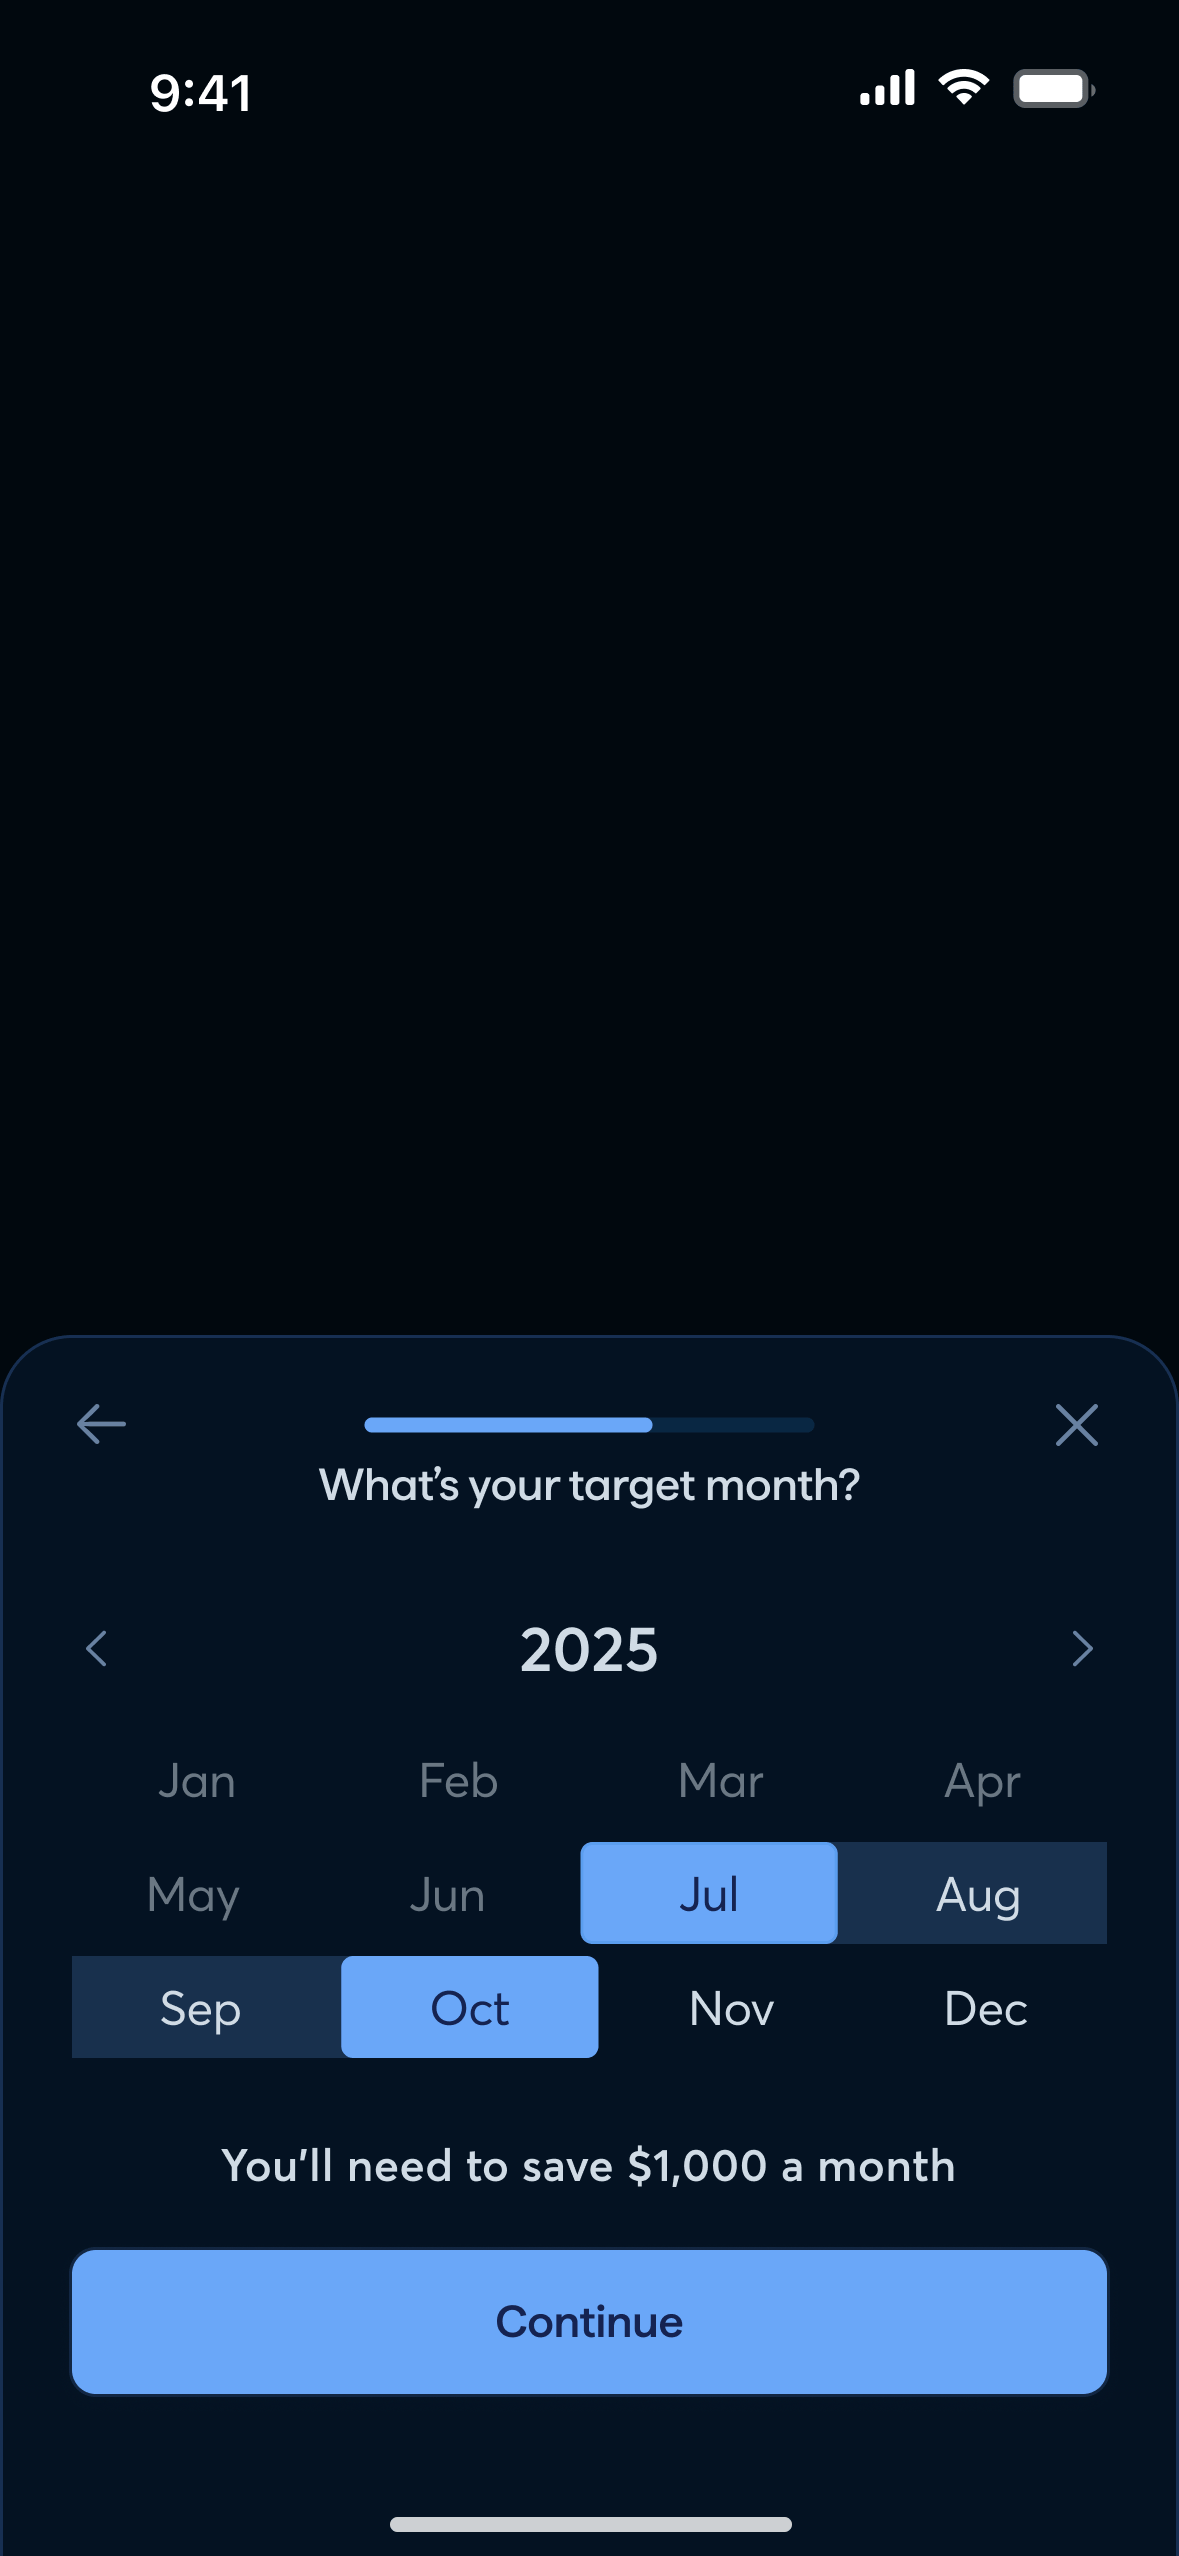 9:41
What’s your target month?
2025
Jan Feb Mar Apr
May Jun Jul Aug
Sep Oct Nov Dec
You’ll need to save $1,000 a month
Continue